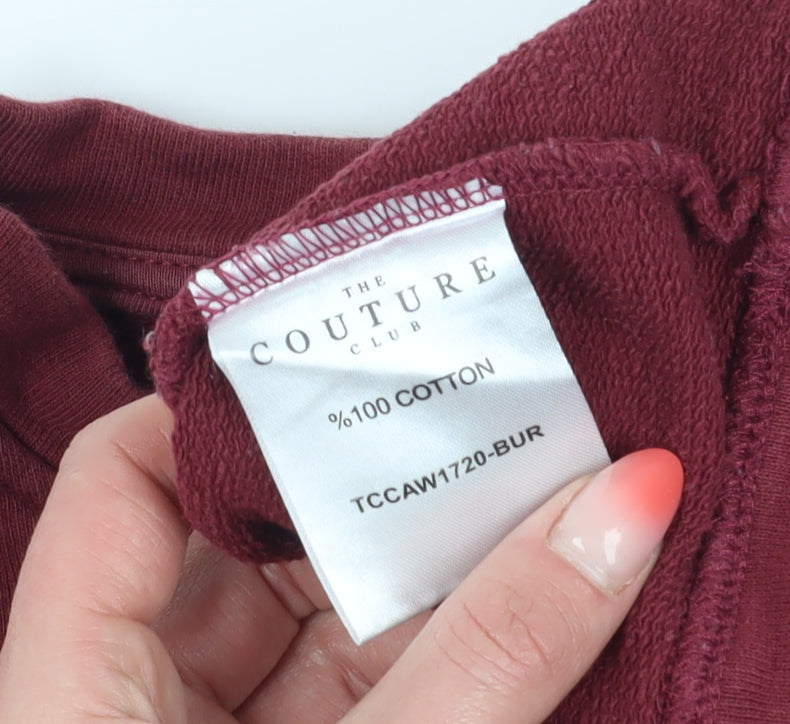 THE
COUTURE
CLUB
%100 COTTON
TCCAW1720-BUR